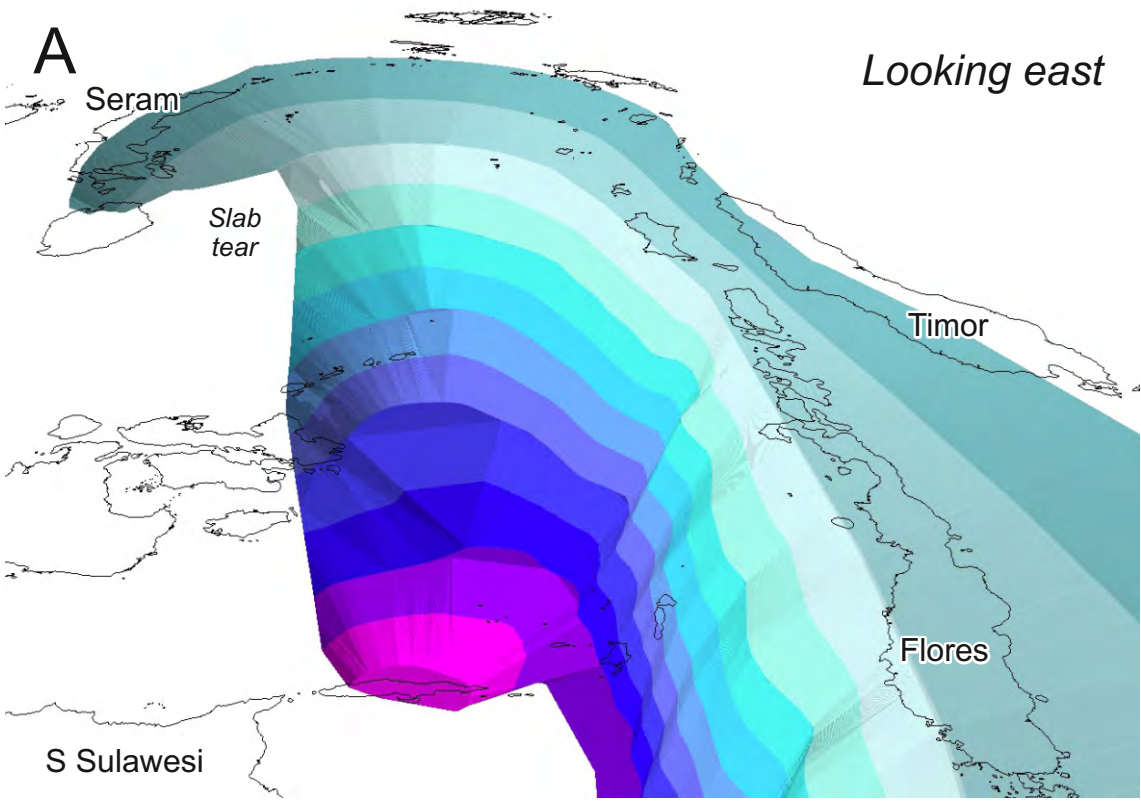 A
Looking east
Seram
Slab
tear
Timor
Flores
S Sulawesi